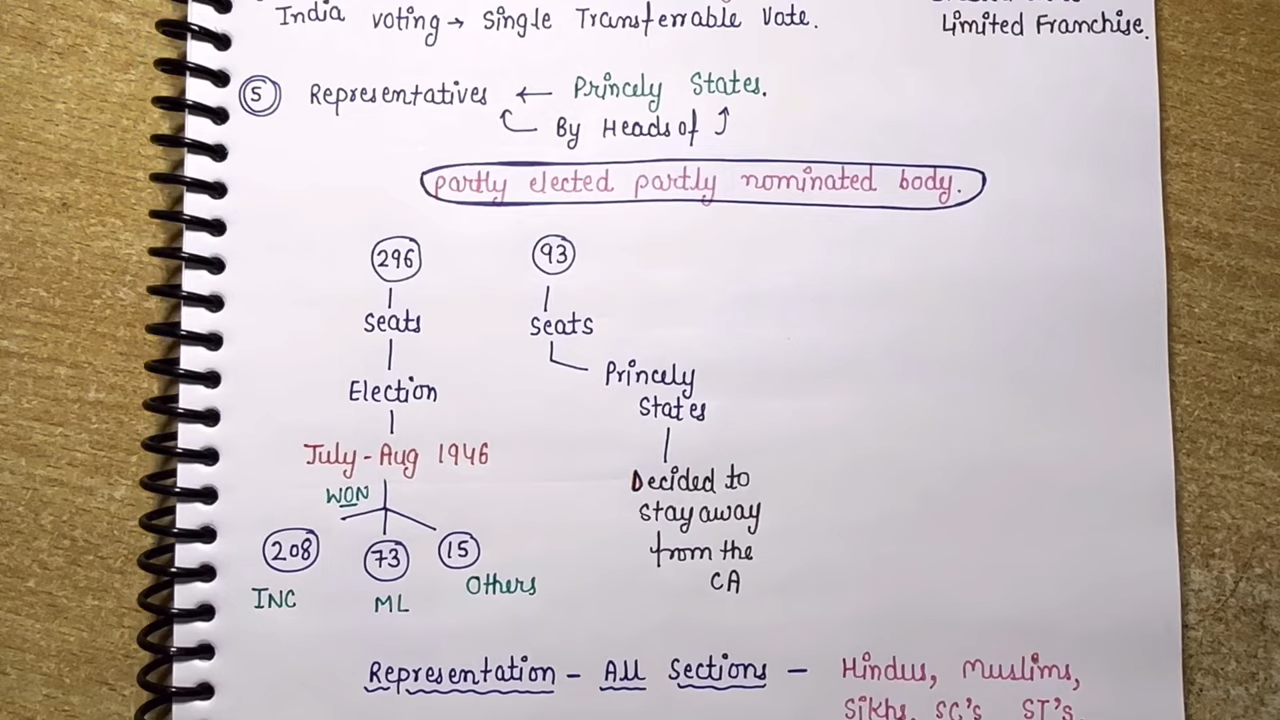 India voting → Single Transferrable Vote.
Limited Franchise.
5 Representatives ← Princely States.
By Heads of
partly elected partly nominated body.
296 93
Seats Seats
Election Princely
States
July-Aug 1946
Decided to
WON stay away
208 73 15 from the
CA
INC ML Others
Representation - All Sections - Hindus, Muslims,
Sikhs, SC's ST's,